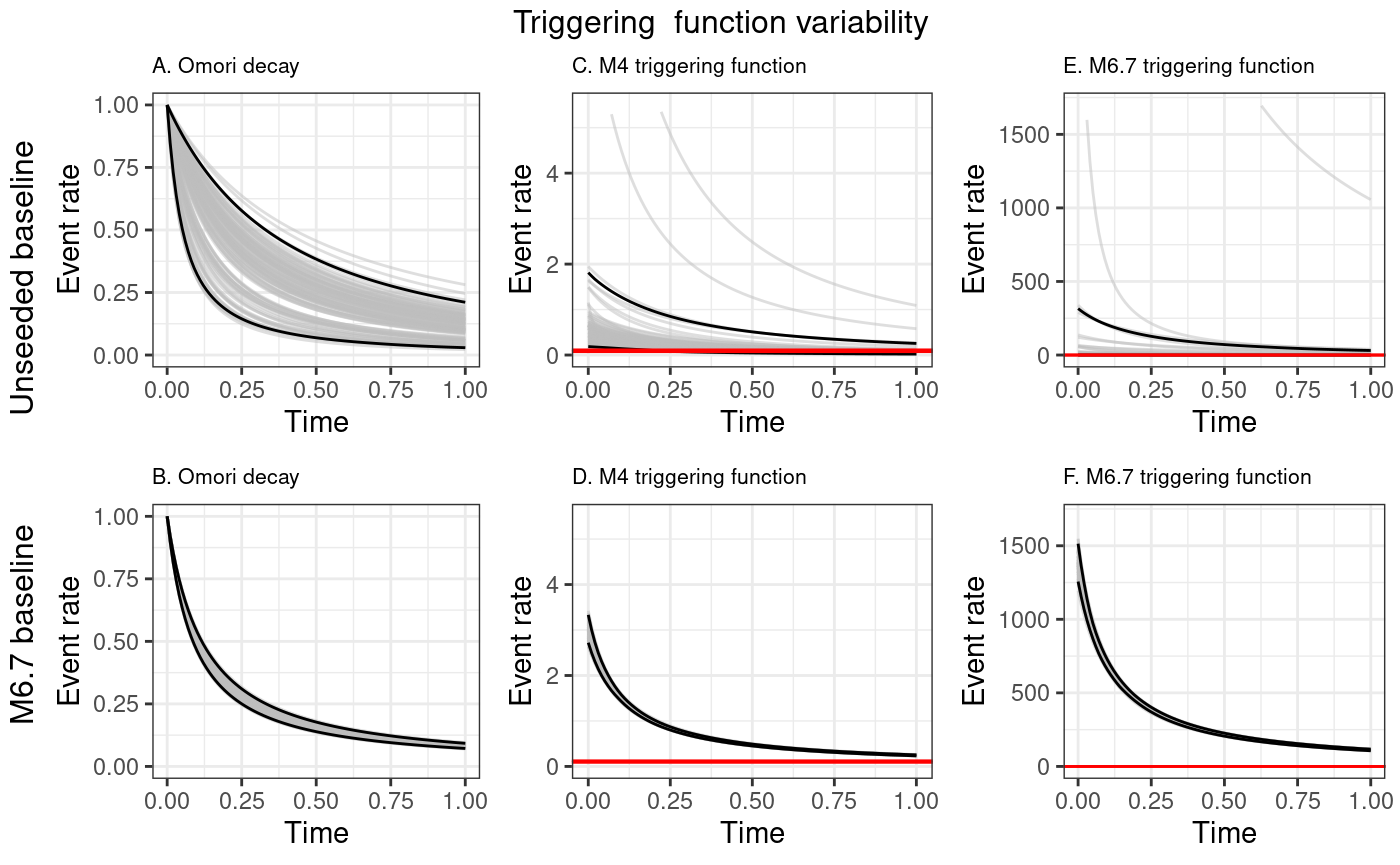 Triggering  function variability
Unseeded baseline
A. Omori decay
Event rate
1.00
0.75
0.50
0.25
0.00
0.00 0.25 0.50 0.75 1.00
Time
C. M4 triggering function
Event rate
4
2
0
0.00 0.25 0.50 0.75 1.00
Time
E. M6.7 triggering function
Event rate
1500
1000
500
0
0.00 0.25 0.50 0.75 1.00
Time
M6.7 baseline
B. Omori decay
Event rate
1.00
0.75
0.50
0.25
0.00
0.00 0.25 0.50 0.75 1.00
Time
D. M4 triggering function
Event rate
4
2
0
0.00 0.25 0.50 0.75 1.00
Time
F. M6.7 triggering function
Event rate
1500
1000
500
0
0.00 0.25 0.50 0.75 1.00
Time